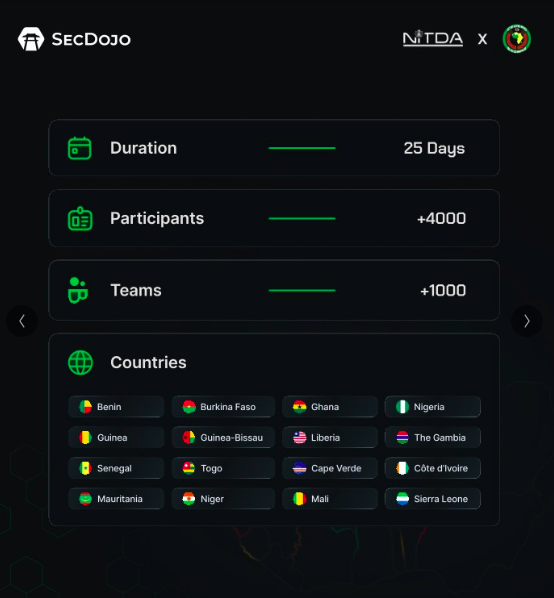 SECDOJO
NiTDA X
Duration 25 Days
Participants +4000
Teams +1000
Countries
Benin Burkina Faso Ghana Nigeria
Guinea Guinea-Bissau Liberia The Gambia
Senegal Togo Cape Verde Côte d'Ivoire
Mauritania Niger Mali Sierra Leone